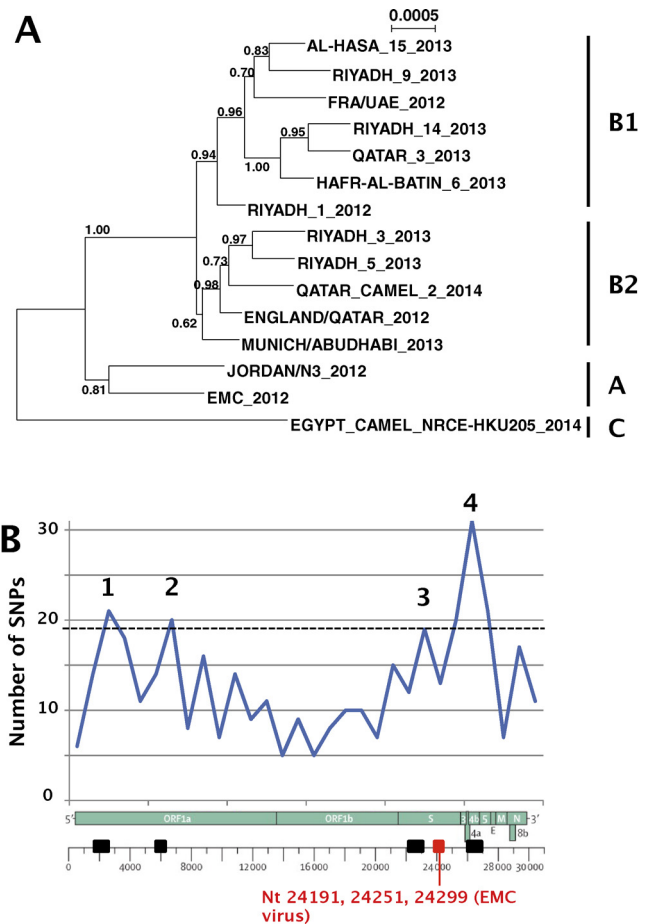 A
0.0005
0.83
AL-HASA_15_2013
0.70
RIYADH_9_2013
FRA/UAE_2012
0.96
0.95
RIYADH_14_2013
B1
QATAR_3_2013
0.94
1.00
HAFR-AL-BATIN_6_2013
RIYADH_1_2012
1.00
0.97
RIYADH_3_2013
0.73
RIYADH_5_2013
0.98
QATAR_CAMEL_2_2014
B2
0.62
ENGLAND/QATAR_2012
MUNICH/ABUDHABI_2013
JORDAN/N3_2012
0.81
EMC_2012
A
EGYPT_CAMEL_NRCE-HKU205_2014
C
B
4
30
1
2
3
20
10
0
Number of SNPs
5' ORF1a ORF1b S 3 4b 5 M N 3'
4a E 8b
0 4000 8000 12000 16000 20000 24000 28000 30000
Nt 24191, 24251, 24299 (EMC
virus)